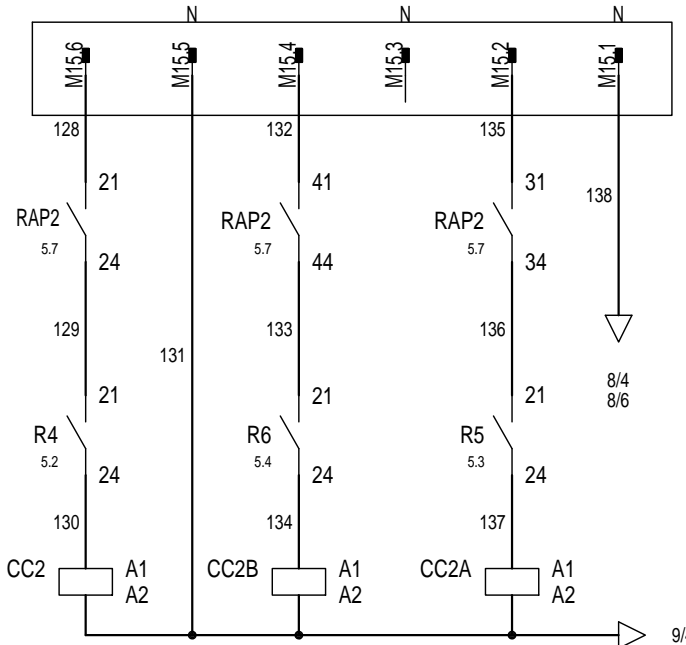 N N N
M15.6 M15.5 M15.4 M15.3 M15.2 M15.1
128 132 135
21 41 31
138
RAP2 RAP2 RAP2
5.7 5.7 5.7
24 44 34
129 133 136
131
8/4
8/6
21 21 21
R4 R6 R5
5.2 5.4 5.3
24 24 24
130 134 137
CC2 A1 CC2B A1 CC2A A1
A2 A2 A2